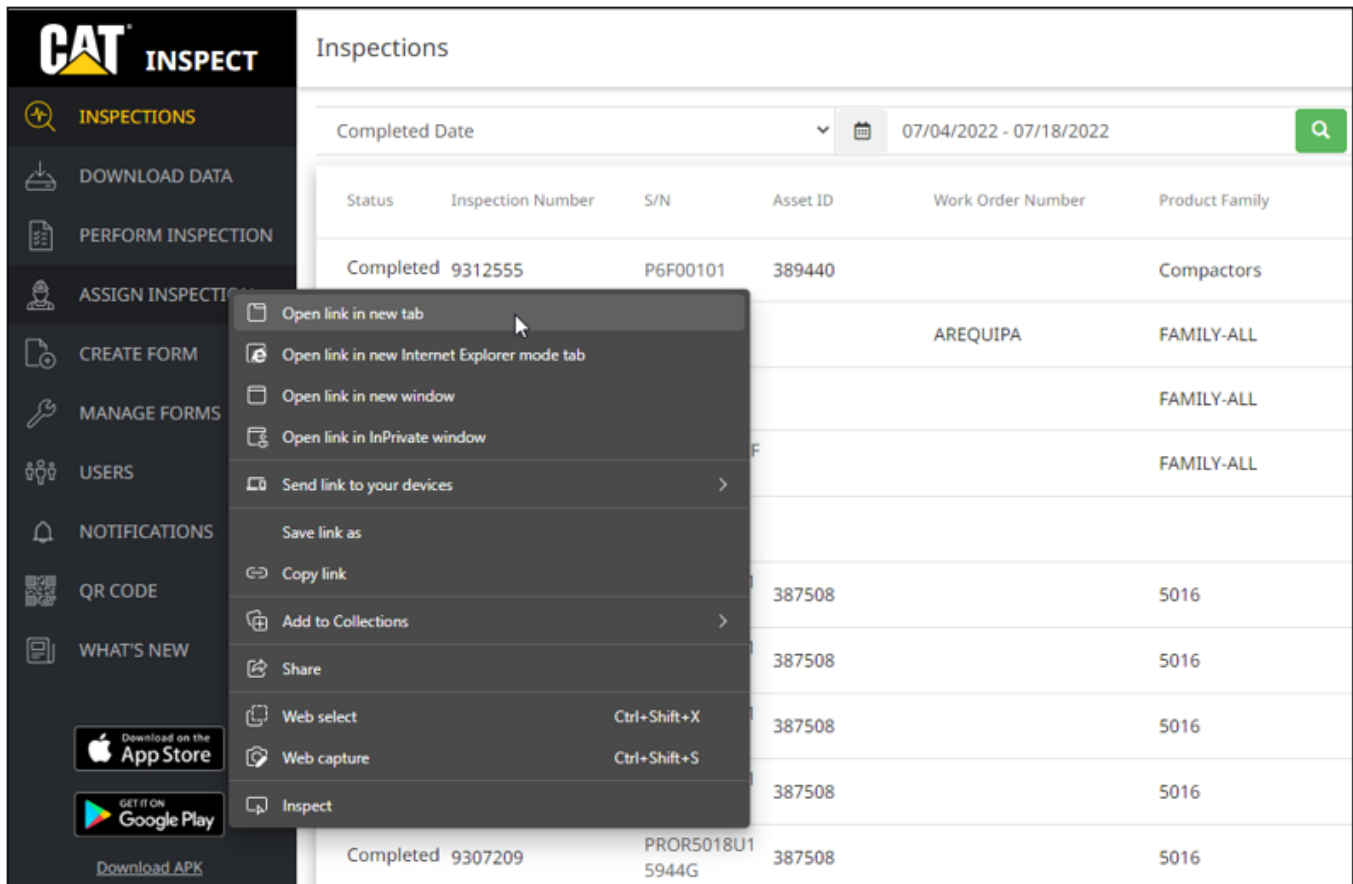 CAT INSPECT
Inspections
INSPECTIONS
DOWNLOAD DATA
PERFORM INSPECTION
ASSIGN INSPECTI
CREATE FORM
MANAGE FORMS
USERS
NOTIFICATIONS
QR CODE
WHAT'S NEW
Download on the
App Store
GET IT ON
Google Play
Download APK
Completed Date 07/04/2022 - 07/18/2022
Status Inspection Number S/N Asset ID Work Order Number Product Family
Completed 9312555 P6F00101 389440 Compactors
AREQUIPA FAMILY-ALL
FAMILY-ALL
F FAMILY-ALL
387508 5016
387508 5016
387508 5016
387508 5016
Completed 9307209 PROR5018U1 387508 5016
5944G
Open link in new tab
Open link in new Internet Explorer mode tab
Open link in new window
Open link in InPrivate window
Send link to your devices
Save link as
Copy link
Add to Collections
Share
Web select Ctrl+Shift+X
Web capture Ctrl+Shift+S
Inspect